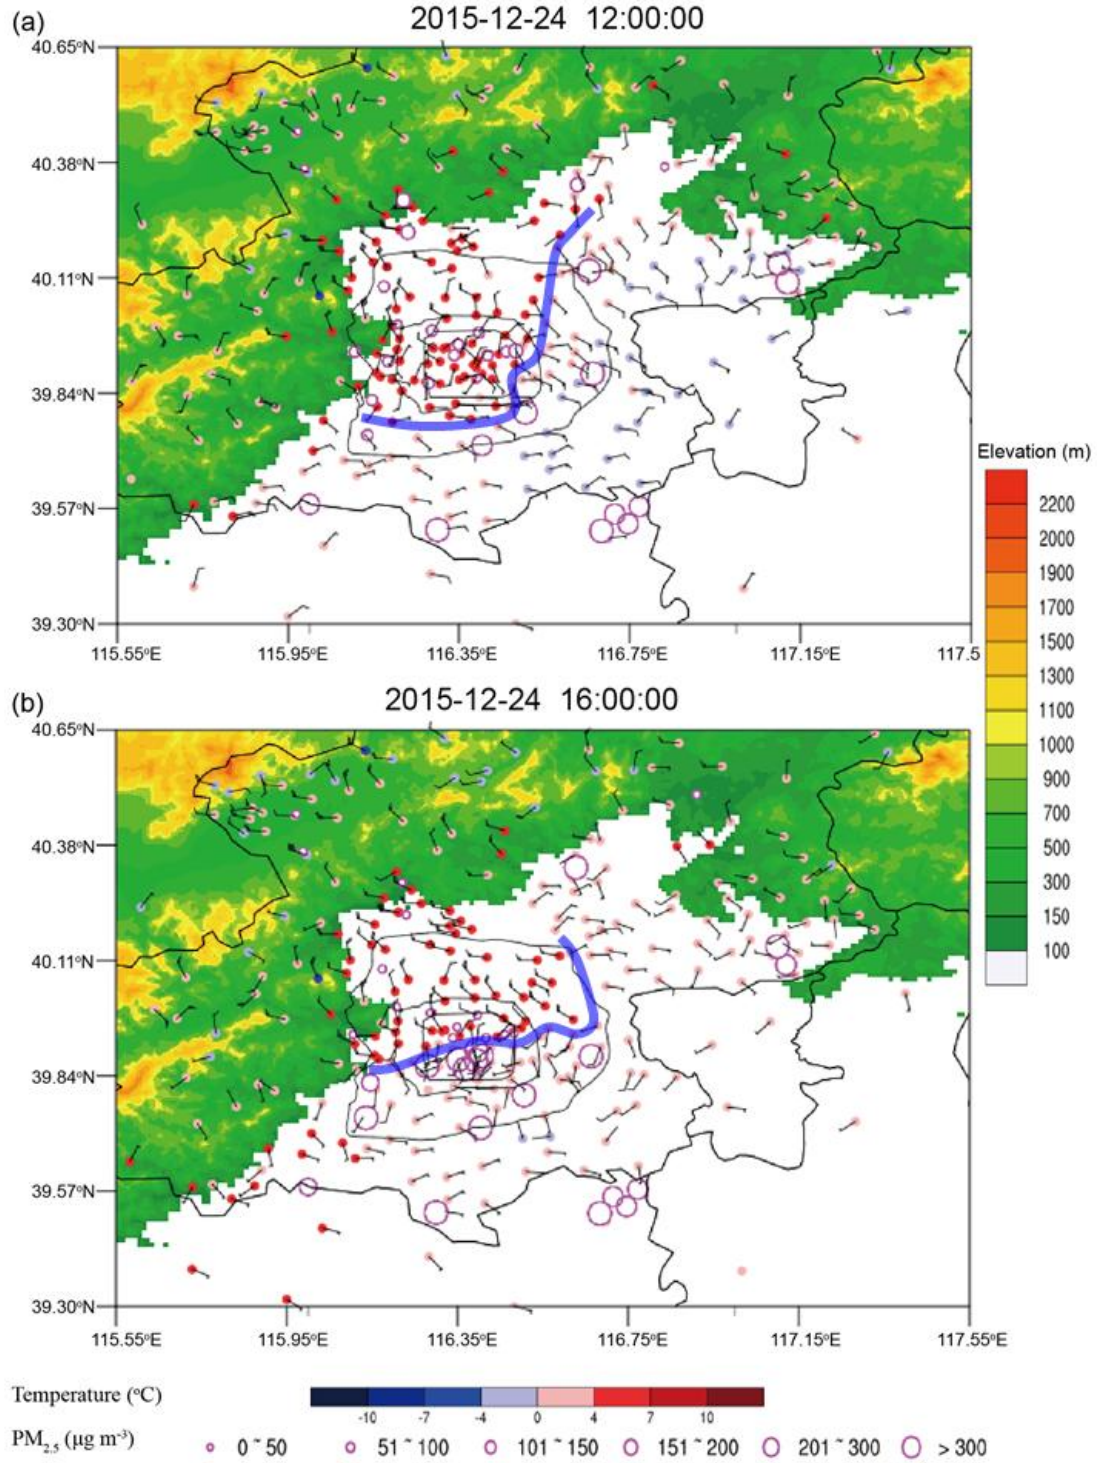 (a) 2015-12-24 12:00:00
40.65°N
40.38°N
40.11°N
39.84°N
39.57°N
39.30°N
115.55°E 115.95°E 116.35°E 116.75°E 117.15°E 117.5
Elevation (m)
2200
2000
1900
1700
1500
1300
1100
1000
900
700
500
300
150
100
(b) 2015-12-24 16:00:00
40.65°N
40.38°N
40.11°N
39.84°N
39.57°N
39.30°N
115.55°E 115.95°E 116.35°E 116.75°E 117.15°E 117.55°E
Temperature (°C)
-10 -7 -4 0 4 7 10
PM2.5 (μg m-3) 0 ~ 50 51 ~ 100 101 ~ 150 151 ~ 200 201 ~ 300 > 300